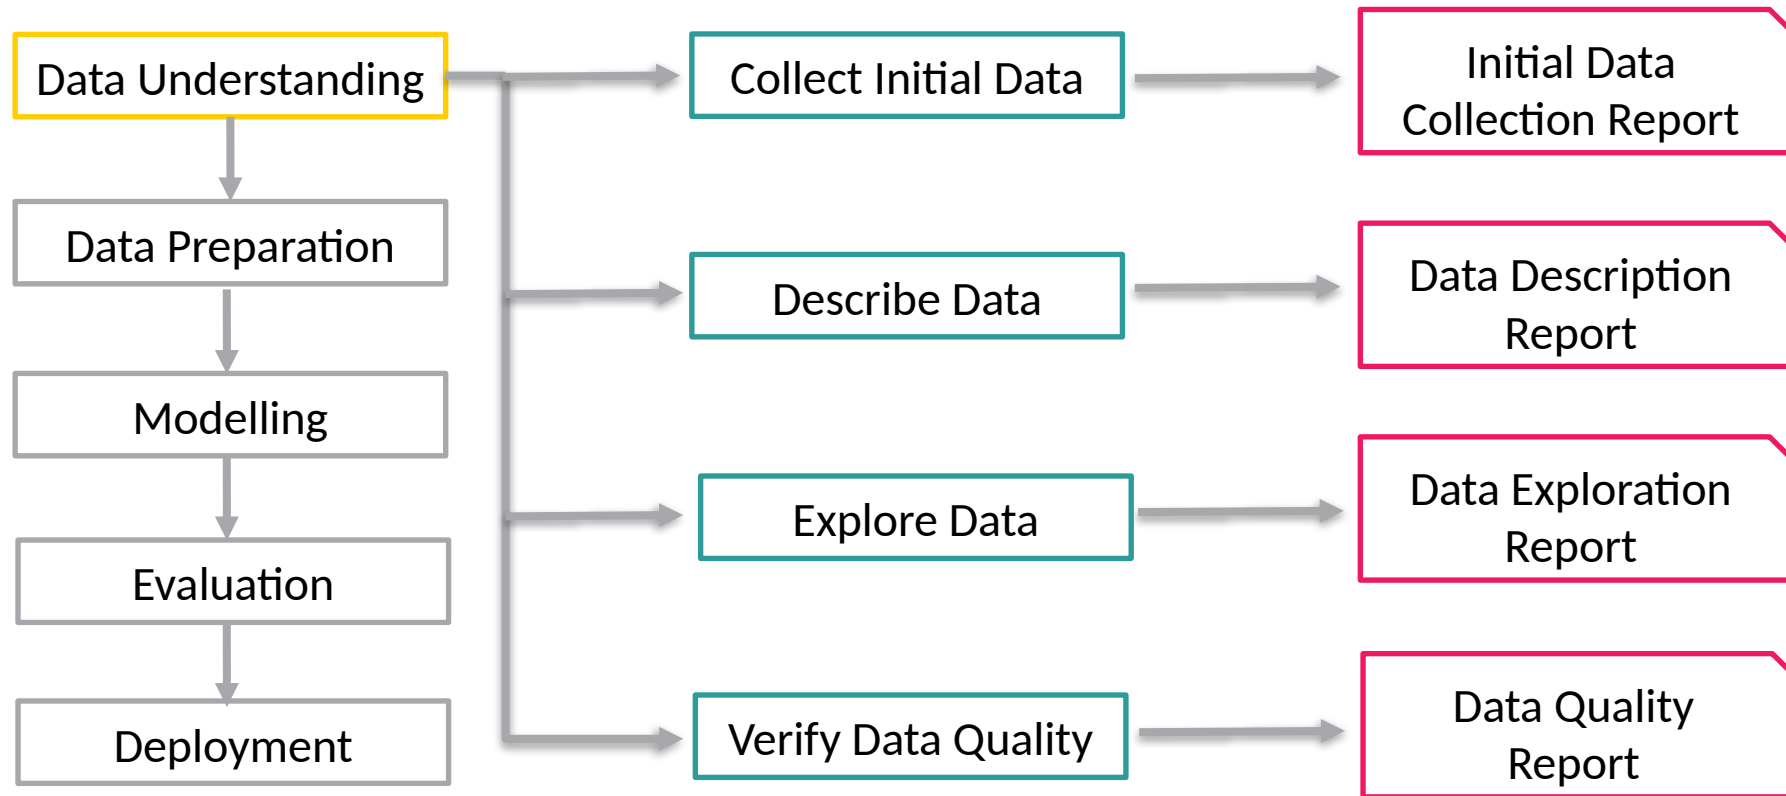 Data Understanding
Data Preparation
Modelling
Evaluation
Deployment
Collect Initial Data
Describe Data
Explore Data
Verify Data Quality
Initial Data
Collection Report
Data Description
Report
Data Exploration
Report
Data Quality
Report